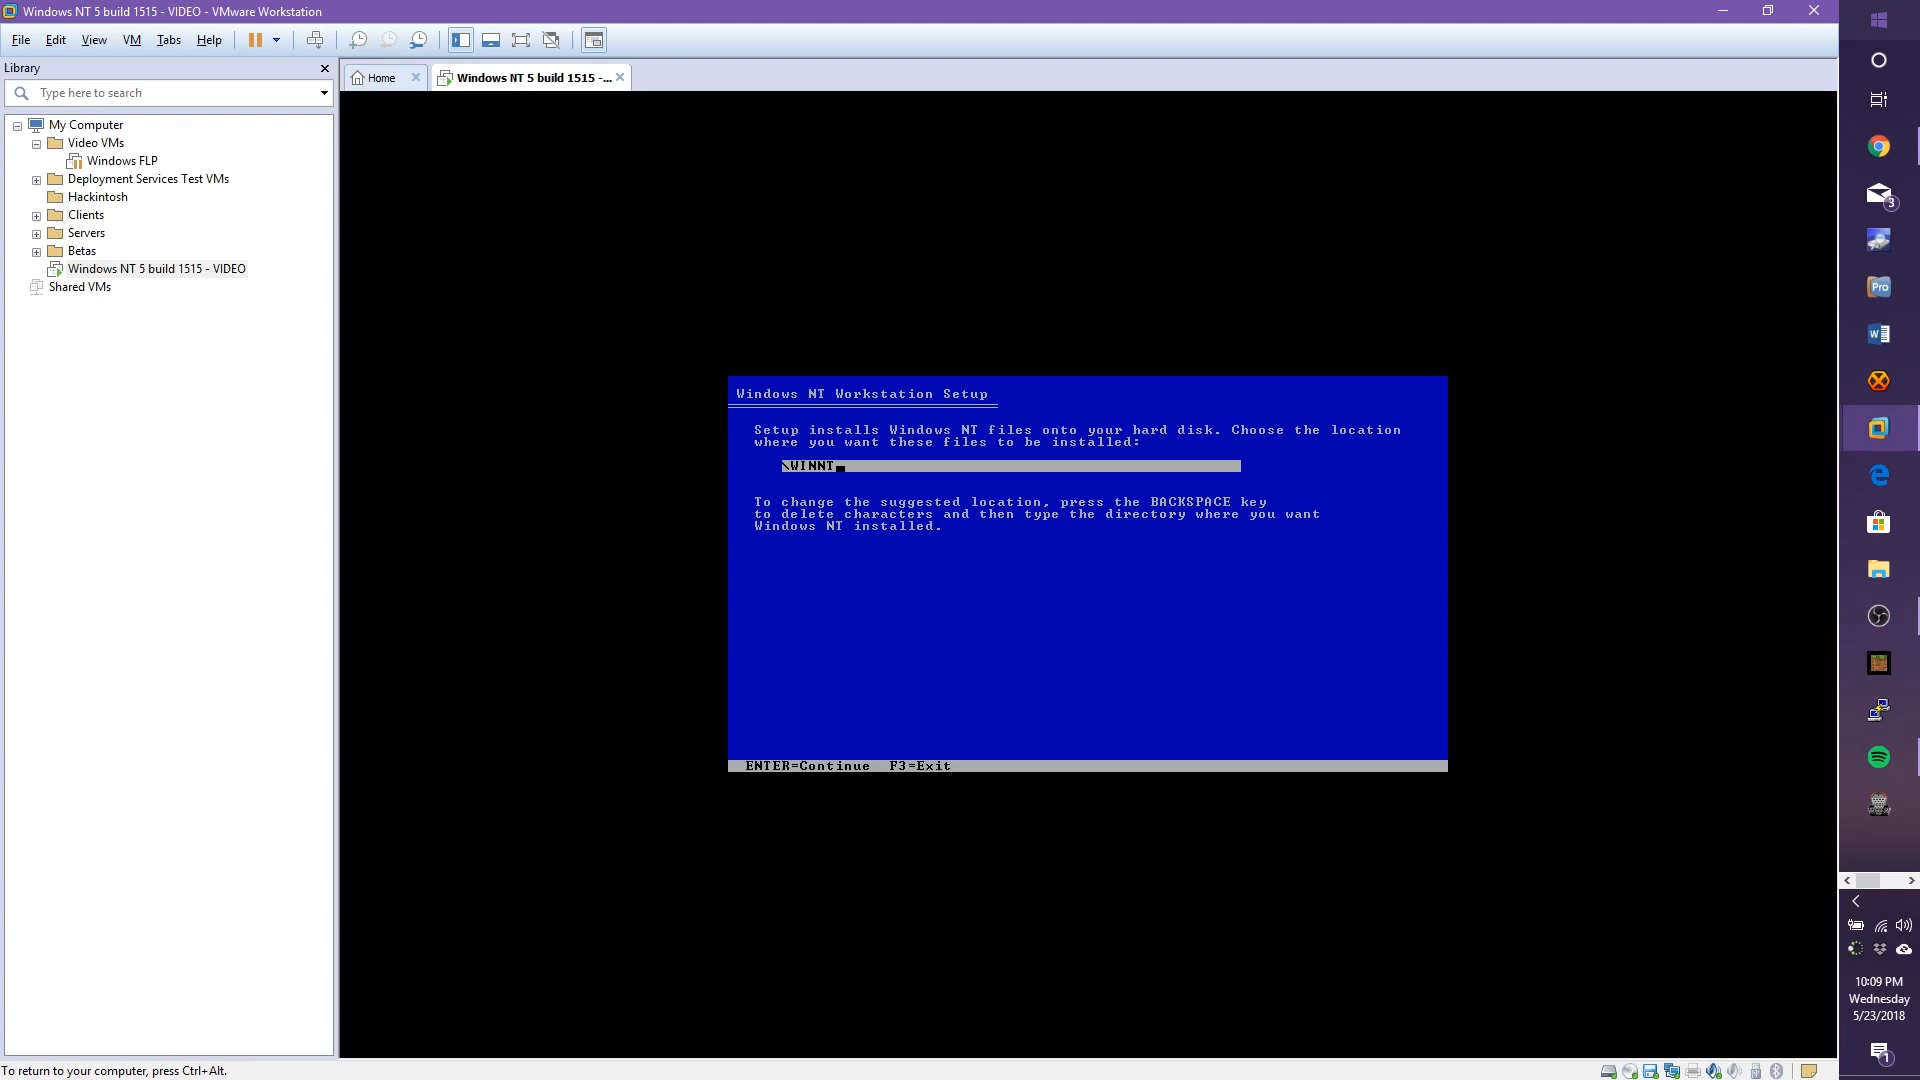 Windows NT 5 build 1515 - VIDEO - VMware Workstation
File Edit View VM Tabs Help
Library
Type here to search
My Computer
Video VMs
Windows FLP
Deployment Services Test VMs
Hackintosh
Clients
Servers
Betas
Windows NT 5 build 1515 - VIDEO
Shared VMs
Home
Windows NT 5 build 1515 -...
Windows NT Workstation Setup
Setup installs Windows NT files onto your hard disk. Choose the location
where you want these files to be installed:
\WINNT
To change the suggested location, press the BACKSPACE key
to delete characters and then type the directory where you want
Windows NT installed.
ENTER=Continue F3=Exit
To return to your computer, press Ctrl+Alt.
3
Pro
W
10:09 PM
Wednesday
5/23/2018
1